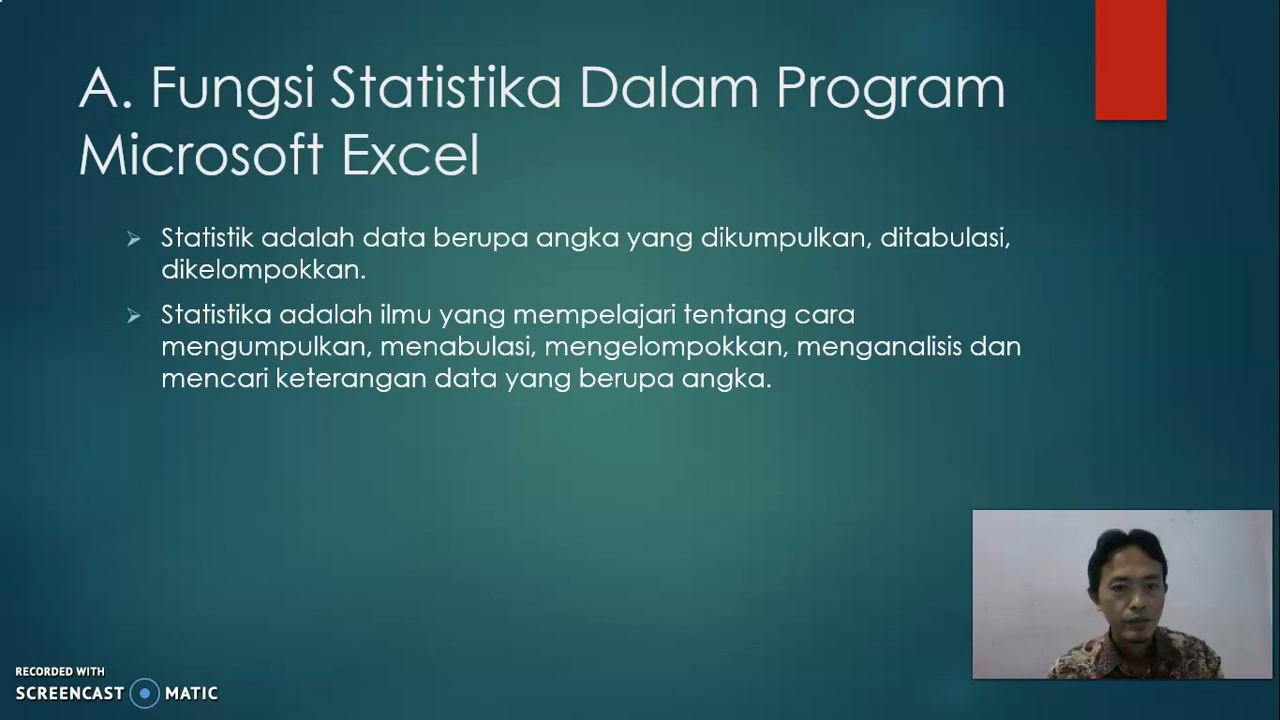 A. Fungsi Statistika Dalam Program
Microsoft Excel
Statistik adalah data berupa angka yang dikumpulkan, ditabulasi,
dikelompokkan.
Statistika adalah ilmu yang mempelajari tentang cara
mengumpulkan, menabulasi, mengelompokkan, menganalisis dan
mencari keterangan data yang berupa angka.
RECORDED WITH
SCREENCAST MATIC